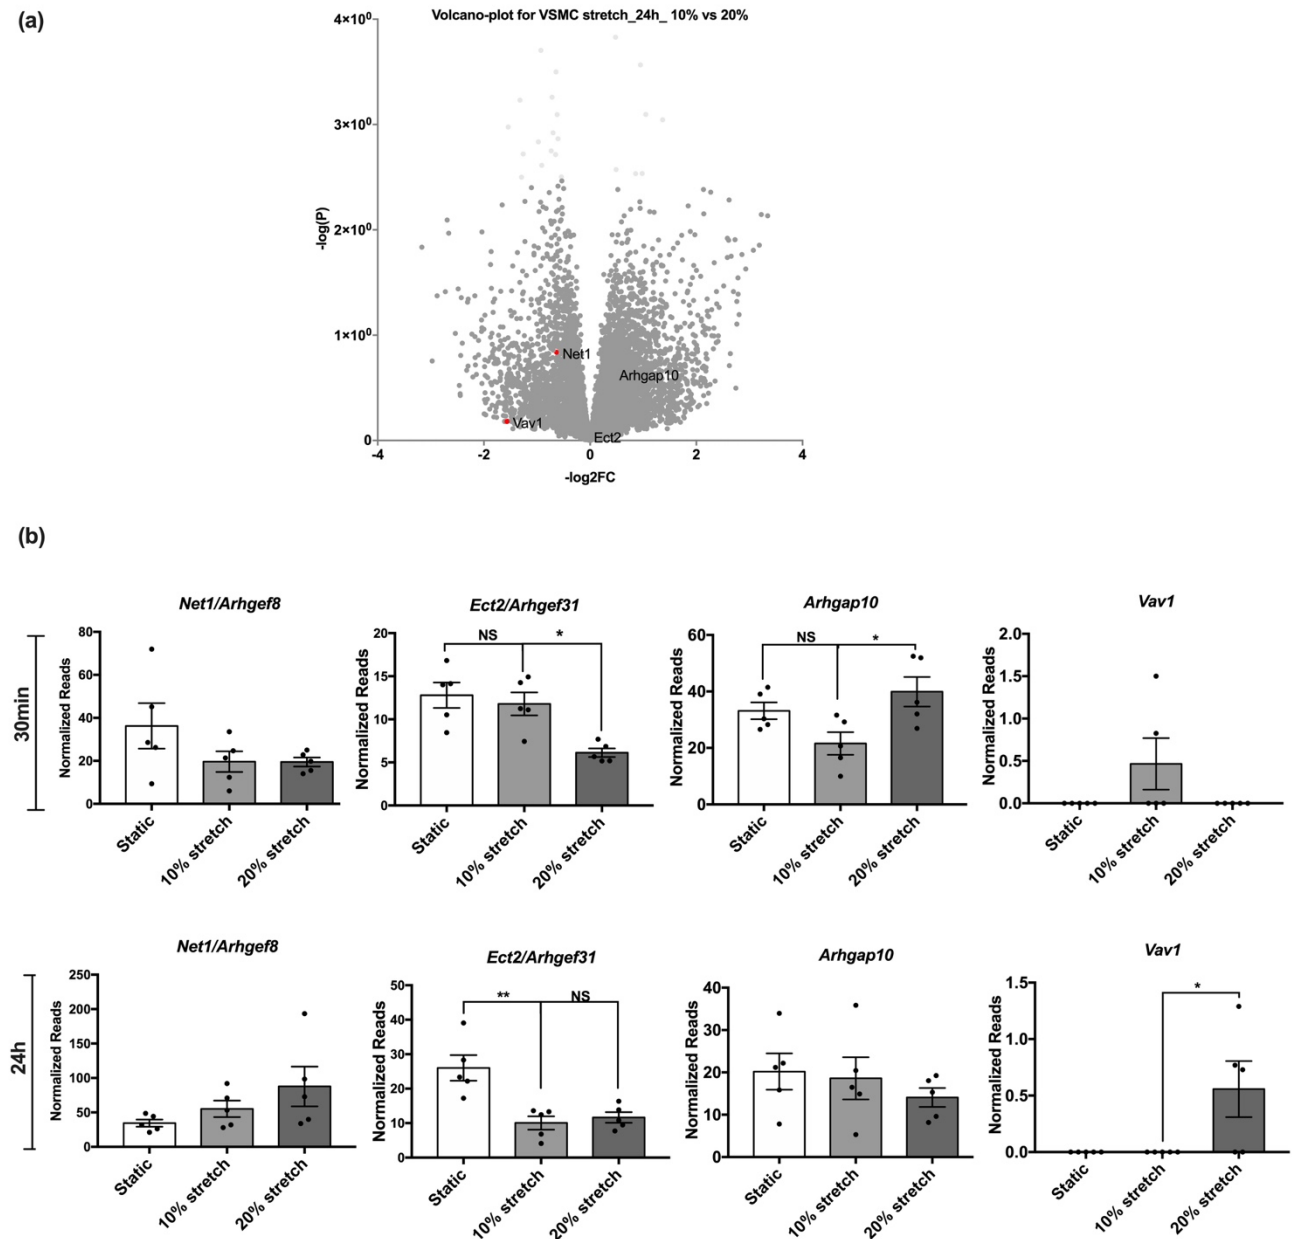 (a)
Volcano-plot for VSMC stretch_24h_ 10% vs 20%
4×10⁰
3×10⁰
2×10⁰
1×10⁰
0
-log(P)
Net1
Arhgap10
Vav1
Ect2
-4 -2 0 2 4
-log2FC
(b)
30min
Net1/Arhgef8
80
60
40
20
0
Normalized Reads
Static 10% stretch 20% stretch
Ect2/Arhgef31
NS *
20
15
10
5
0
Normalized Reads
Static 10% stretch 20% stretch
Arhgap10
NS *
60
40
20
0
Normalized Reads
Static 10% stretch 20% stretch
Vav1
2.0
1.5
1.0
0.5
0.0
Normalized Reads
Static 10% stretch 20% stretch
24h
Net1/Arhgef8
250
200
150
100
50
0
Normalized Reads
Static 10% stretch 20% stretch
Ect2/Arhgef31
** NS
50
40
30
20
10
0
Normalized Reads
Static 10% stretch 20% stretch
Arhgap10
40
30
20
10
0
Normalized Reads
Static 10% stretch 20% stretch
Vav1
*
1.5
1.0
0.5
0.0
Normalized Reads
Static 10% stretch 20% stretch